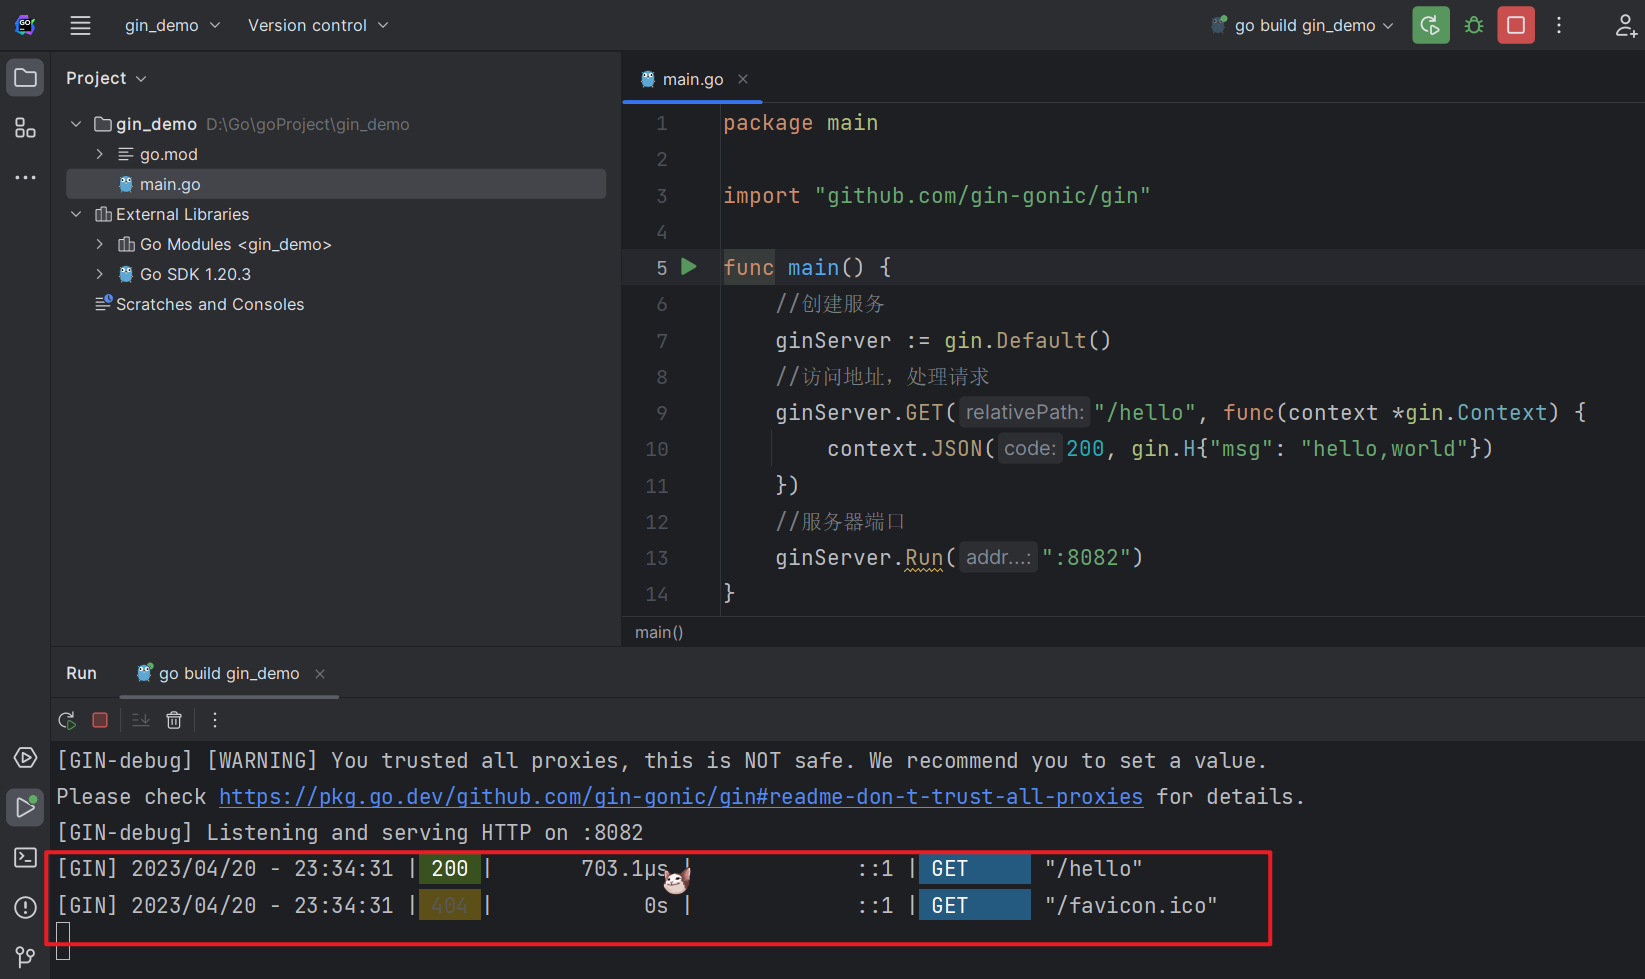 GO
gin_demo
Version control
go build gin_demo
Project
gin_demo D:\Go\goProject\gin_demo
go.mod
main.go
External Libraries
Go Modules <gin_demo>
Go SDK 1.20.3
Scratches and Consoles
main.go
1 package main
2
3 import "github.com/gin-gonic/gin"
4
5 func main() {
6 //创建服务
7 ginServer := gin.Default()
8 //访问地址，处理请求
9 ginServer.GET( relativePath: "/hello", func(context *gin.Context) {
10 context.JSON( code: 200, gin.H{"msg": "hello,world"})
11 })
12 //服务器端口
13 ginServer.Run( addr...: ":8082")
14 }
main()
Run
go build gin_demo
[GIN-debug] [WARNING] You trusted all proxies, this is NOT safe. We recommend you to set a value.
Please check https://pkg.go.dev/github.com/gin-gonic/gin#readme-don-t-trust-all-proxies for details.
[GIN-debug] Listening and serving HTTP on :8082
[GIN] 2023/04/20 - 23:34:31 | 200 | 703.1µs | ::1 | GET "/hello"
[GIN] 2023/04/20 - 23:34:31 | 404 | 0s | ::1 | GET "/favicon.ico"